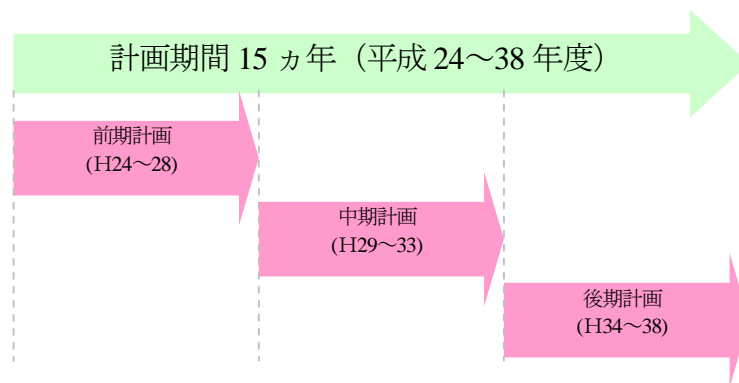 計画期間 15 ヵ年（平成 24～38 年度）
前期計画
(H24～28)
中期計画
(H29～33)
後期計画
(H34～38)